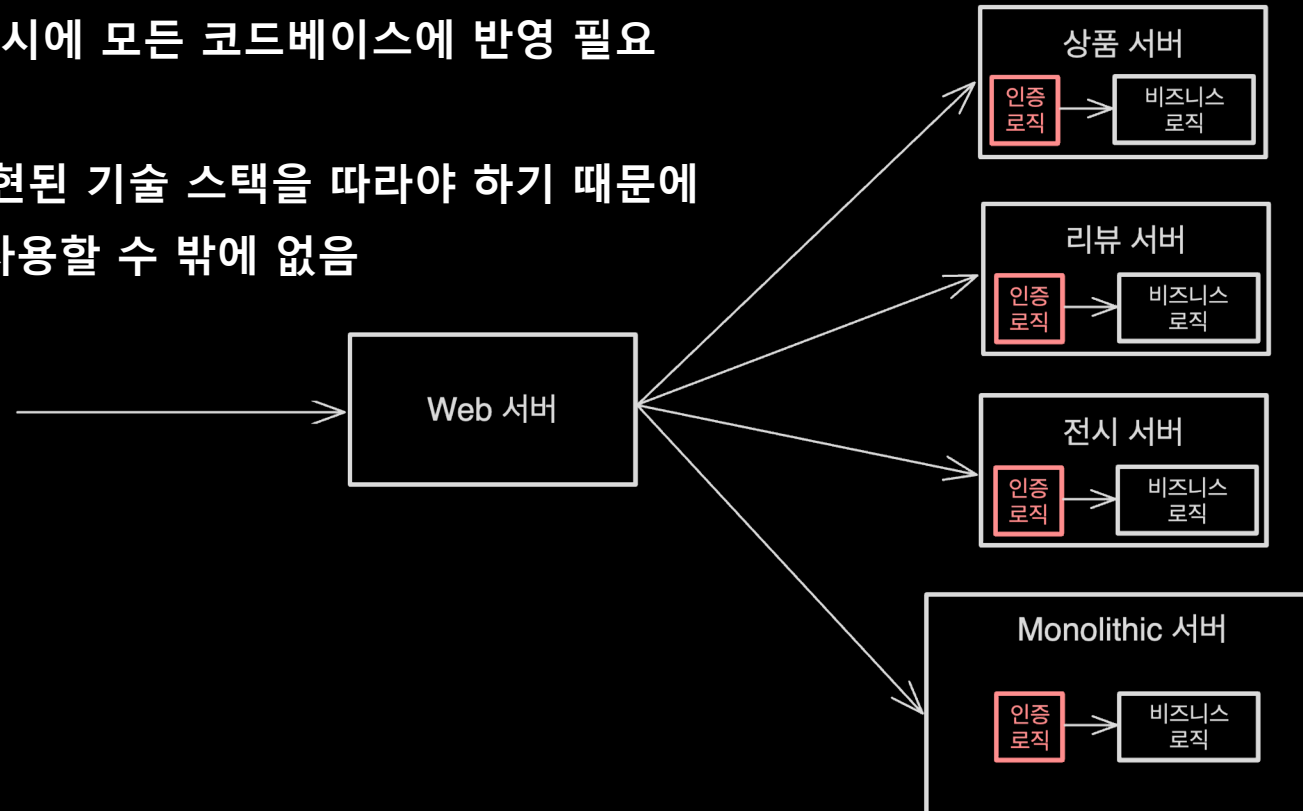 시에 모든 코드베이스에 반영 필요
현된 기술 스택을 따라야 하기 때문에
사용할 수 밖에 없음
Web 서버
상품 서버
인증
로직
비즈니스
로직
리뷰 서버
인증
로직
비즈니스
로직
전시 서버
인증
로직
비즈니스
로직
Monolithic 서버
인증
로직
비즈니스
로직